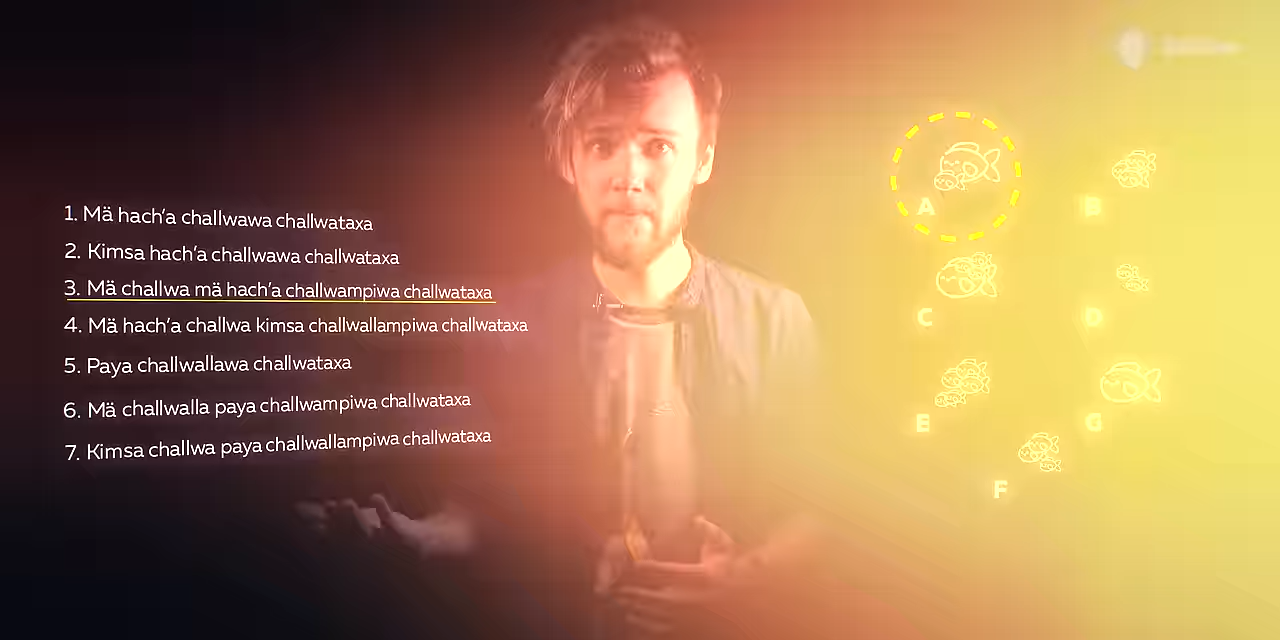 1. Mä hach’a challwawa challwataxa
2. Kimsa hach’a challwawa challwataxa
3. Mä challwa mä hach’a challwampiwa challwataxa
4. Mä hach’a challwa kimsa challwallampiwa challwataxa
5. Paya challwallawa challwataxa
6. Mä challwalla paya challwampiwa challwataxa
7. Kimsa challwa paya challwallampiwa challwataxa
A B
C D
E G
F